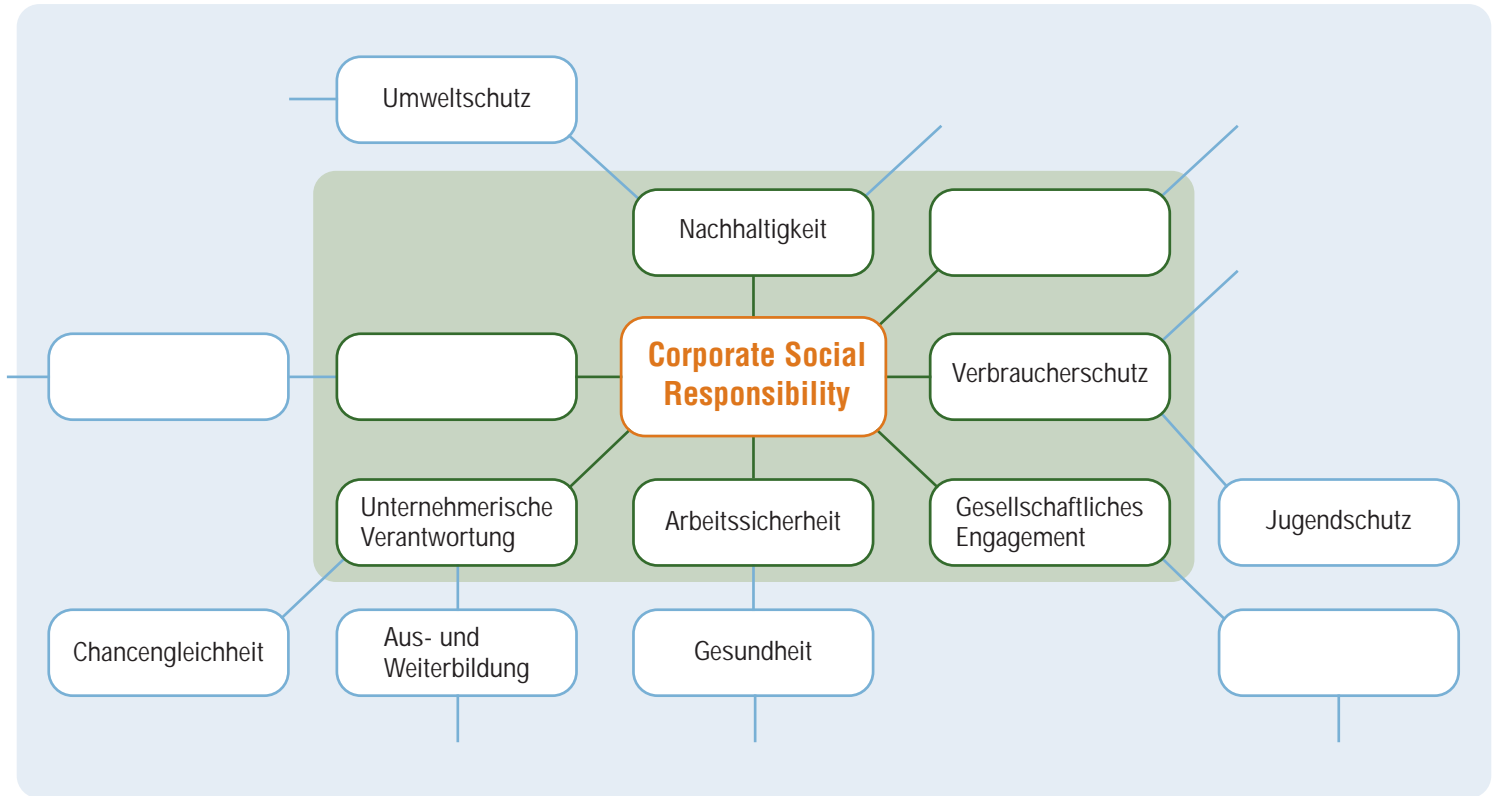 Umweltschutz
Nachhaltigkeit
Corporate Social
Responsibility
Verbraucherschutz
Unternehmerische
Verantwortung
Arbeitssicherheit
Gesellschaftliches
Engagement
Jugendschutz
Chancengleichheit
Aus- und
Weiterbildung
Gesundheit